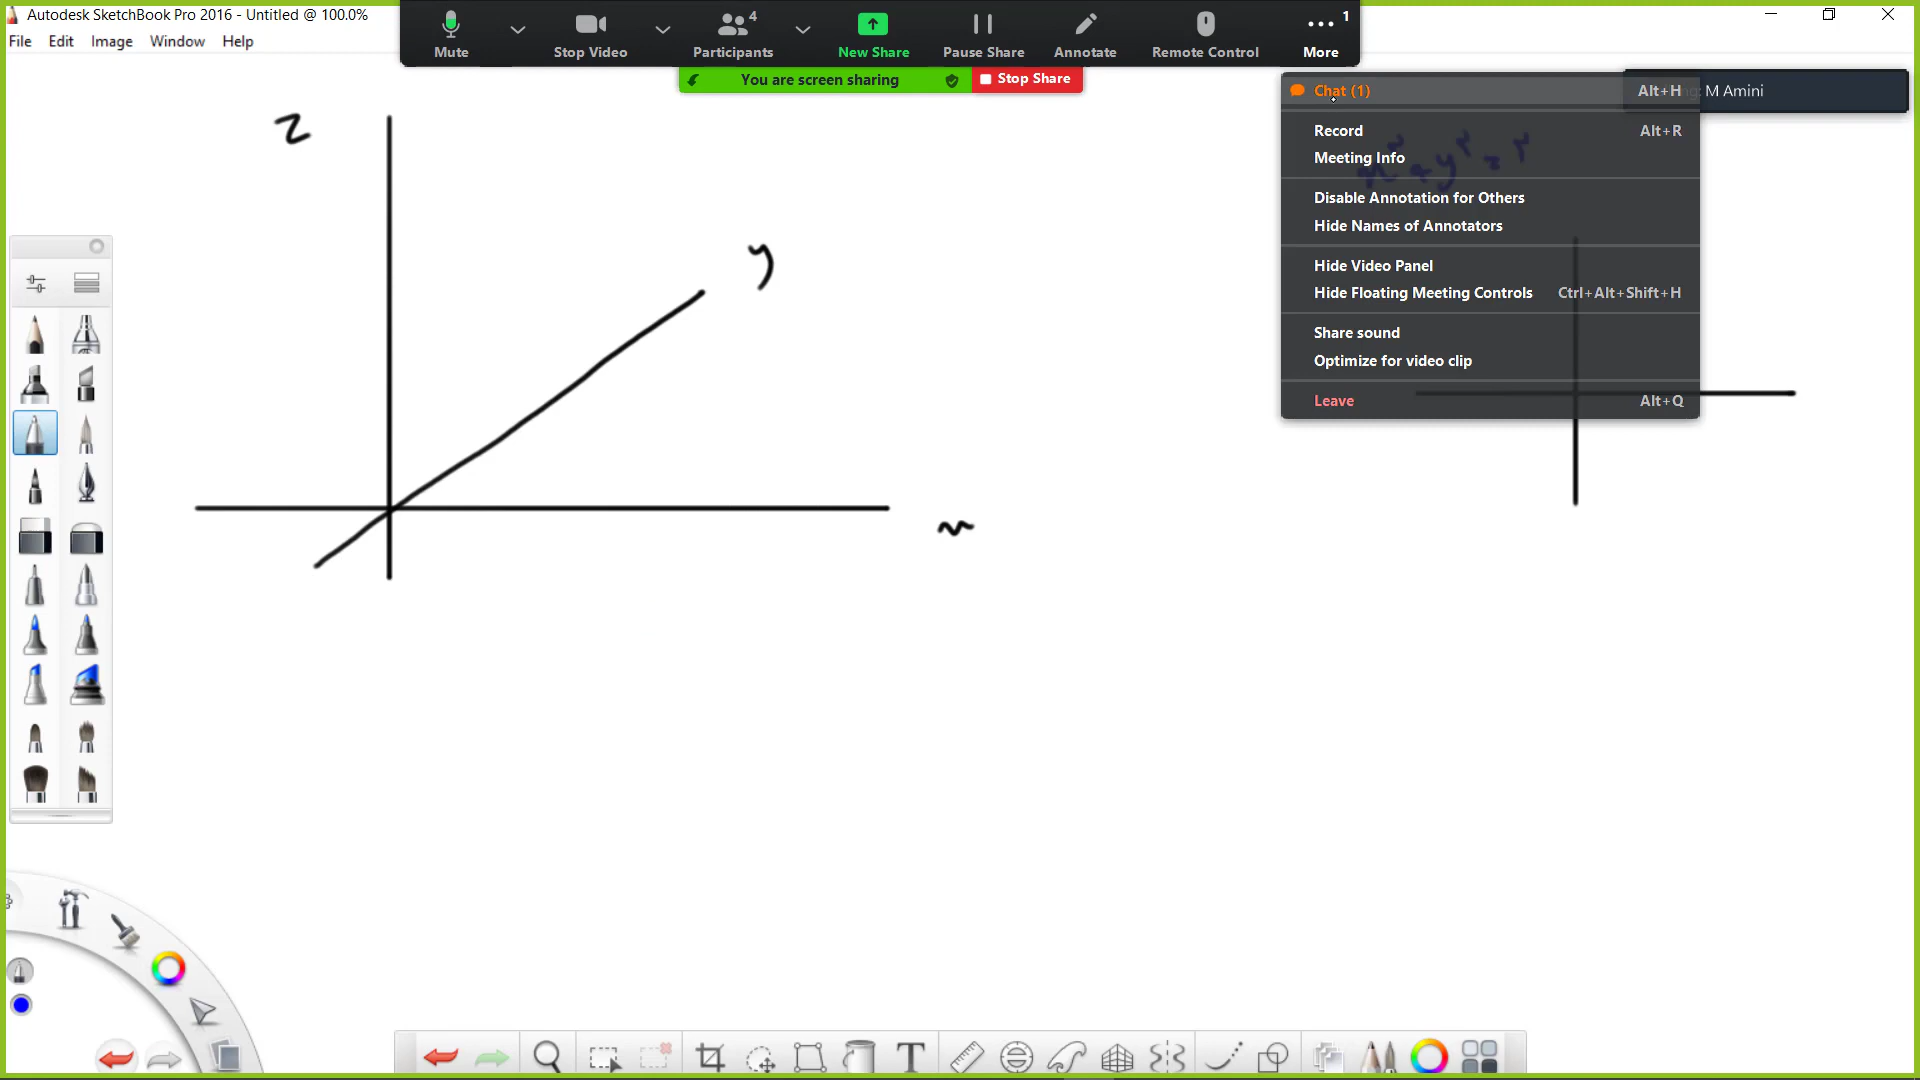 Autodesk SketchBook Pro 2016 - Untitled @ 100.0%
File Edit Image Window Help
Mute Stop Video Participants 4 New Share Pause Share Annotate Remote Control More 1
You are screen sharing Stop Share
Chat (1) Alt+H
M Amini
Record Alt+R
Meeting Info
Disable Annotation for Others
Hide Names of Annotators
Hide Video Panel
Hide Floating Meeting Controls Ctrl+Alt+Shift+H
Share sound
Optimize for video clip
Leave Alt+Q
z
y